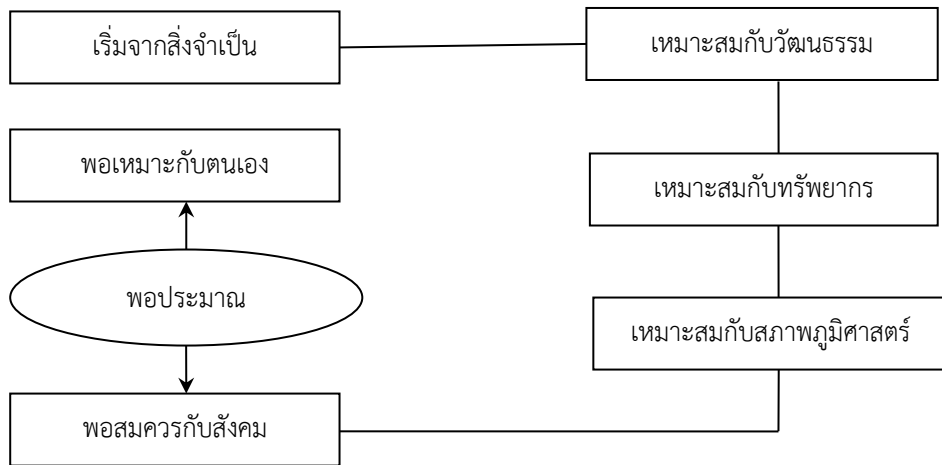 เริ่มจากสิ่งจำเป็น
เหมาะสมกับวัฒนธรรม
พอเหมาะกับตนเอง
เหมาะสมกับทรัพยากร
พอประมาณ
เหมาะสมกับสภาพภูมิศาสตร์
พอสมควรกับสังคม